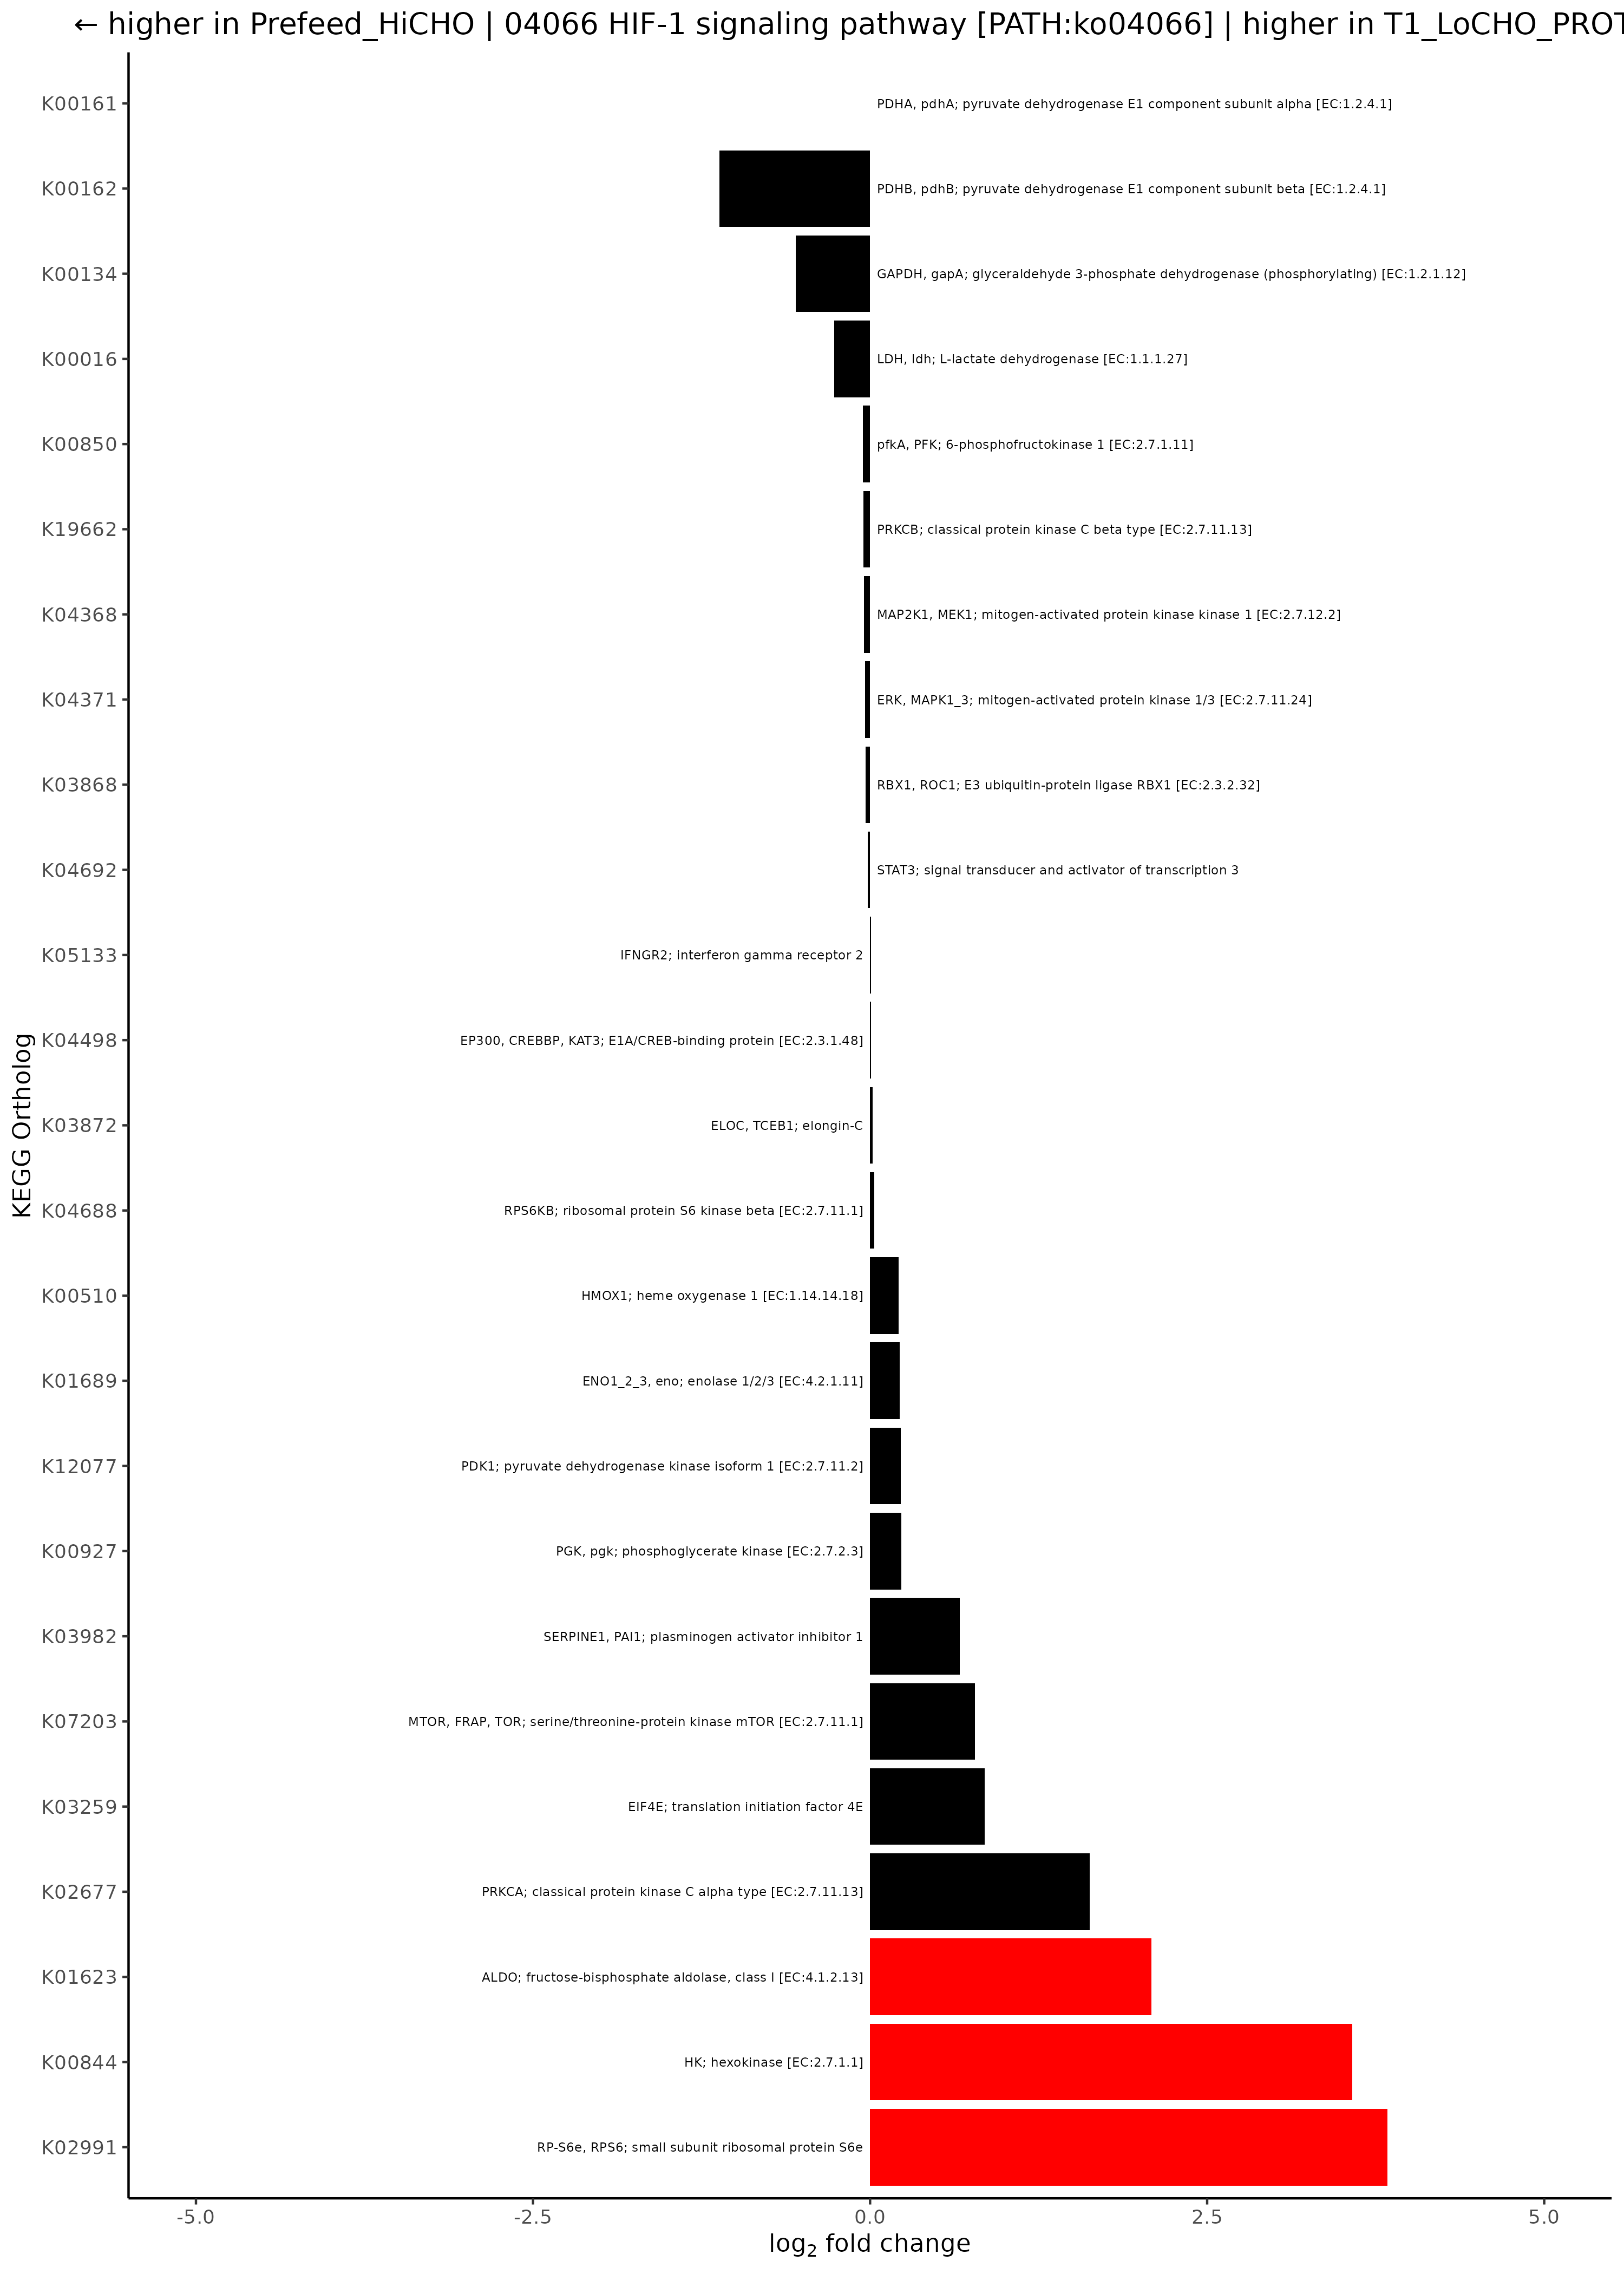 ← higher in Prefeed_HiCHO | 04066 HIF-1 signaling pathway [PATH:ko04066] | higher in T1_LoCHO_PROT
K00161 PDHA, pdhA; pyruvate dehydrogenase E1 component subunit alpha [EC:1.2.4.1]
K00162 PDHB, pdhB; pyruvate dehydrogenase E1 component subunit beta [EC:1.2.4.1]
K00134 GAPDH, gapA; glyceraldehyde 3-phosphate dehydrogenase (phosphorylating) [EC:1.2.1.12]
K00016 LDH, ldh; L-lactate dehydrogenase [EC:1.1.1.27]
K00850 pfkA, PFK; 6-phosphofructokinase 1 [EC:2.7.1.11]
K19662 PRKCB; classical protein kinase C beta type [EC:2.7.11.13]
K04368 MAP2K1, MEK1; mitogen-activated protein kinase kinase 1 [EC:2.7.12.2]
K04371 ERK, MAPK1_3; mitogen-activated protein kinase 1/3 [EC:2.7.11.24]
K03868 RBX1, ROC1; E3 ubiquitin-protein ligase RBX1 [EC:2.3.2.32]
K04692 STAT3; signal transducer and activator of transcription 3
K05133 IFNGR2; interferon gamma receptor 2
K04498 EP300, CREBBP, KAT3; E1A/CREB-binding protein [EC:2.3.1.48]
K03872 ELOC, TCEB1; elongin-C
K04688 RPS6KB; ribosomal protein S6 kinase beta [EC:2.7.11.1]
K00510 HMOX1; heme oxygenase 1 [EC:1.14.14.18]
K01689 ENO1_2_3, eno; enolase 1/2/3 [EC:4.2.1.11]
K12077 PDK1; pyruvate dehydrogenase kinase isoform 1 [EC:2.7.11.2]
K00927 PGK, pgk; phosphoglycerate kinase [EC:2.7.2.3]
K03982 SERPINE1, PAI1; plasminogen activator inhibitor 1
K07203 MTOR, FRAP, TOR; serine/threonine-protein kinase mTOR [EC:2.7.11.1]
K03259 EIF4E; translation initiation factor 4E
K02677 PRKCA; classical protein kinase C alpha type [EC:2.7.11.13]
K01623 ALDO; fructose-bisphosphate aldolase, class I [EC:4.1.2.13]
K00844 HK; hexokinase [EC:2.7.1.1]
K02991 RP-S6e, RPS6; small subunit ribosomal protein S6e
KEGG Ortholog
-5.0 -2.5 0.0 2.5 5.0
log2 fold change